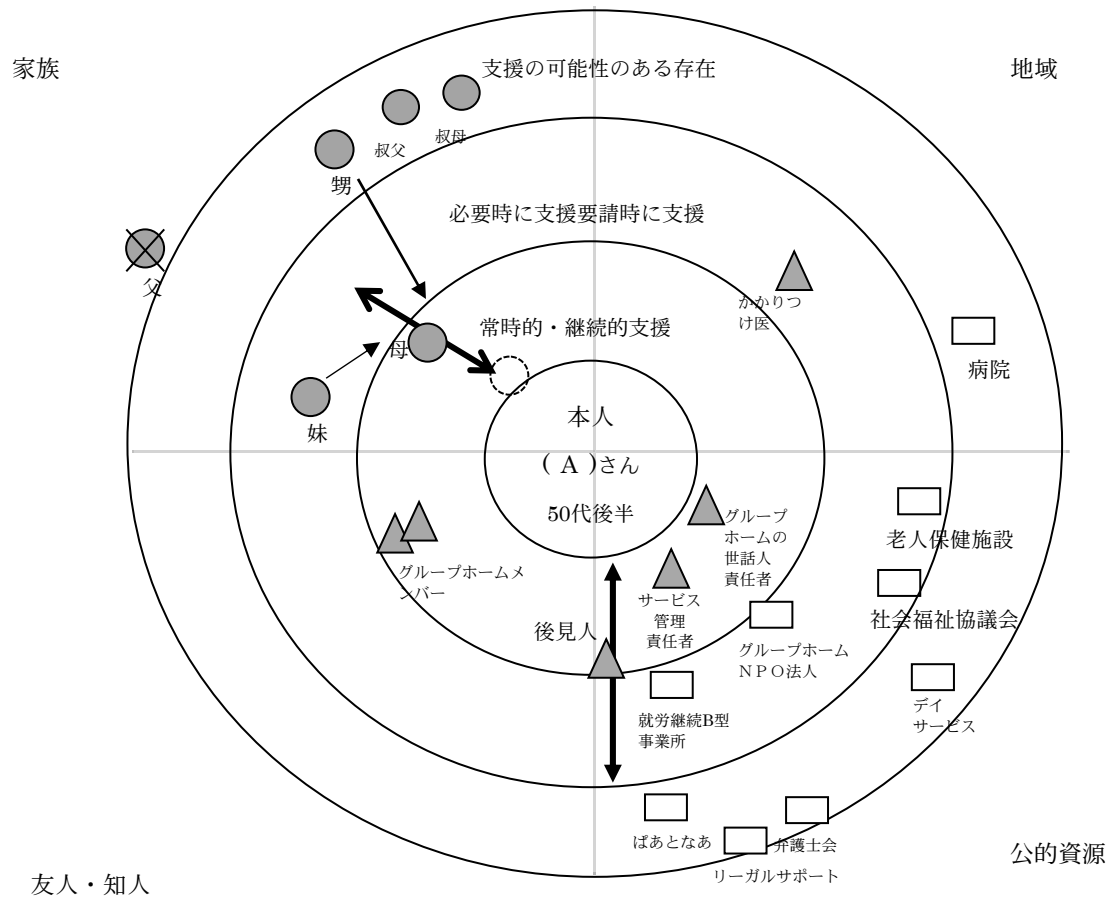 家族
支援の可能性のある存在
地域
叔母
叔父
甥
必要時に支援要請時に支援
父
かかりつ
け医
常時的・継続的支援
母
病院
妹
本人
( A )さん
50代後半
グループ
ホームの
世話人
責任者
老人保健施設
グループホームメ
ンバー
サービス
管理
責任者
社会福祉協議会
後見人
グループホーム
NPO法人
デイ
サービス
就労継続B型
事業所
ぱあとなあ
弁護士会
リーガルサポート
公的資源
友人・知人